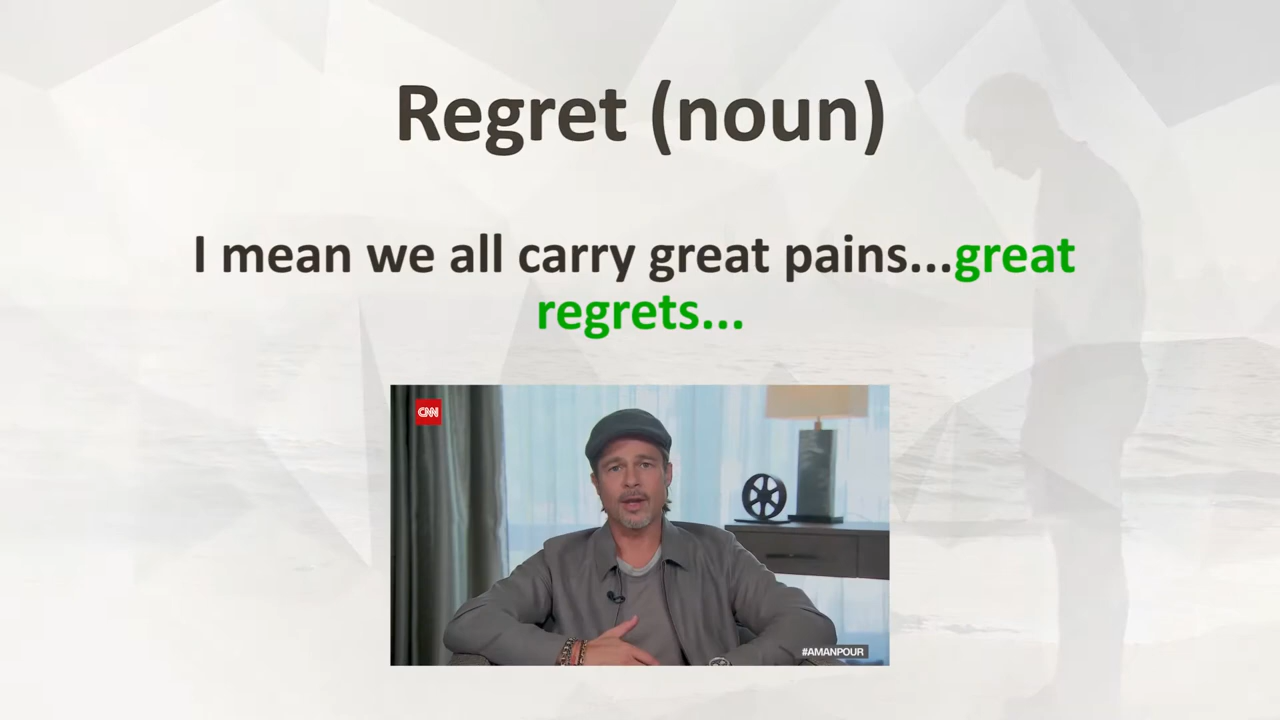 Regret (noun)
I mean we all carry great pains...great
regrets...
CNN
#AMANPOUR